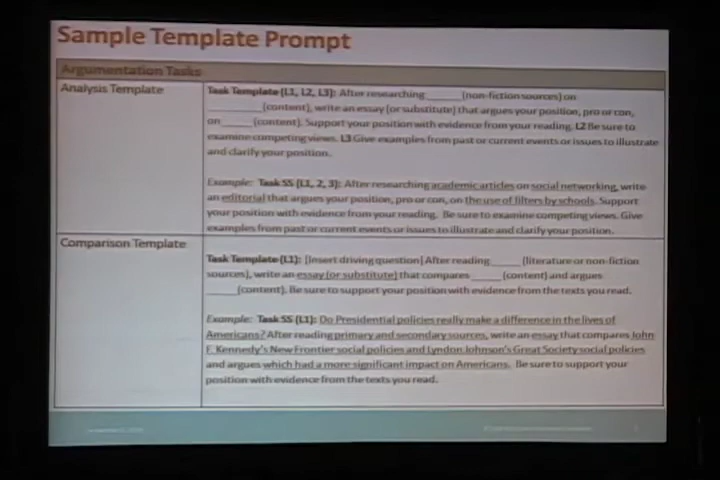 Sample Template Prompt
Argumentation Tasks
Analysis Template
Task Template (L1, L2, L3): After researching ______ (non-fiction sources) on
________ (content), write an essay (or substitute) that argues your position, pro or con,
on _____ (content). Support your position with evidence from your reading. L2 Be sure to
examine competing views. L3 Give examples from past or current events or issues to illustrate
and clarify your position.
Example: Task SS (L1, 2, 3): After researching academic articles on social networking, write
an editorial that argues your position, pro or con, on the use of filters by schools. Support
your position with evidence from your reading. Be sure to examine competing views. Give
examples from past or current events or issues to illustrate and clarify your position.
Comparison Template
Task Template (L1): [Insert driving question] After reading _____ (literature or non-fiction
sources), write an essay (or substitute) that compares _____ (content) and argues
_____ (content). Be sure to support your position with evidence from the texts you read.
Example: Task SS (L1): Do Presidential policies really make a difference in the lives of
Americans? After reading primary and secondary sources, write an essay that compares John
F. Kennedy's New Frontier social policies and Lyndon Johnson's Great Society social policies
and argues which had a more significant impact on Americans. Be sure to support your
position with evidence from the texts you read.